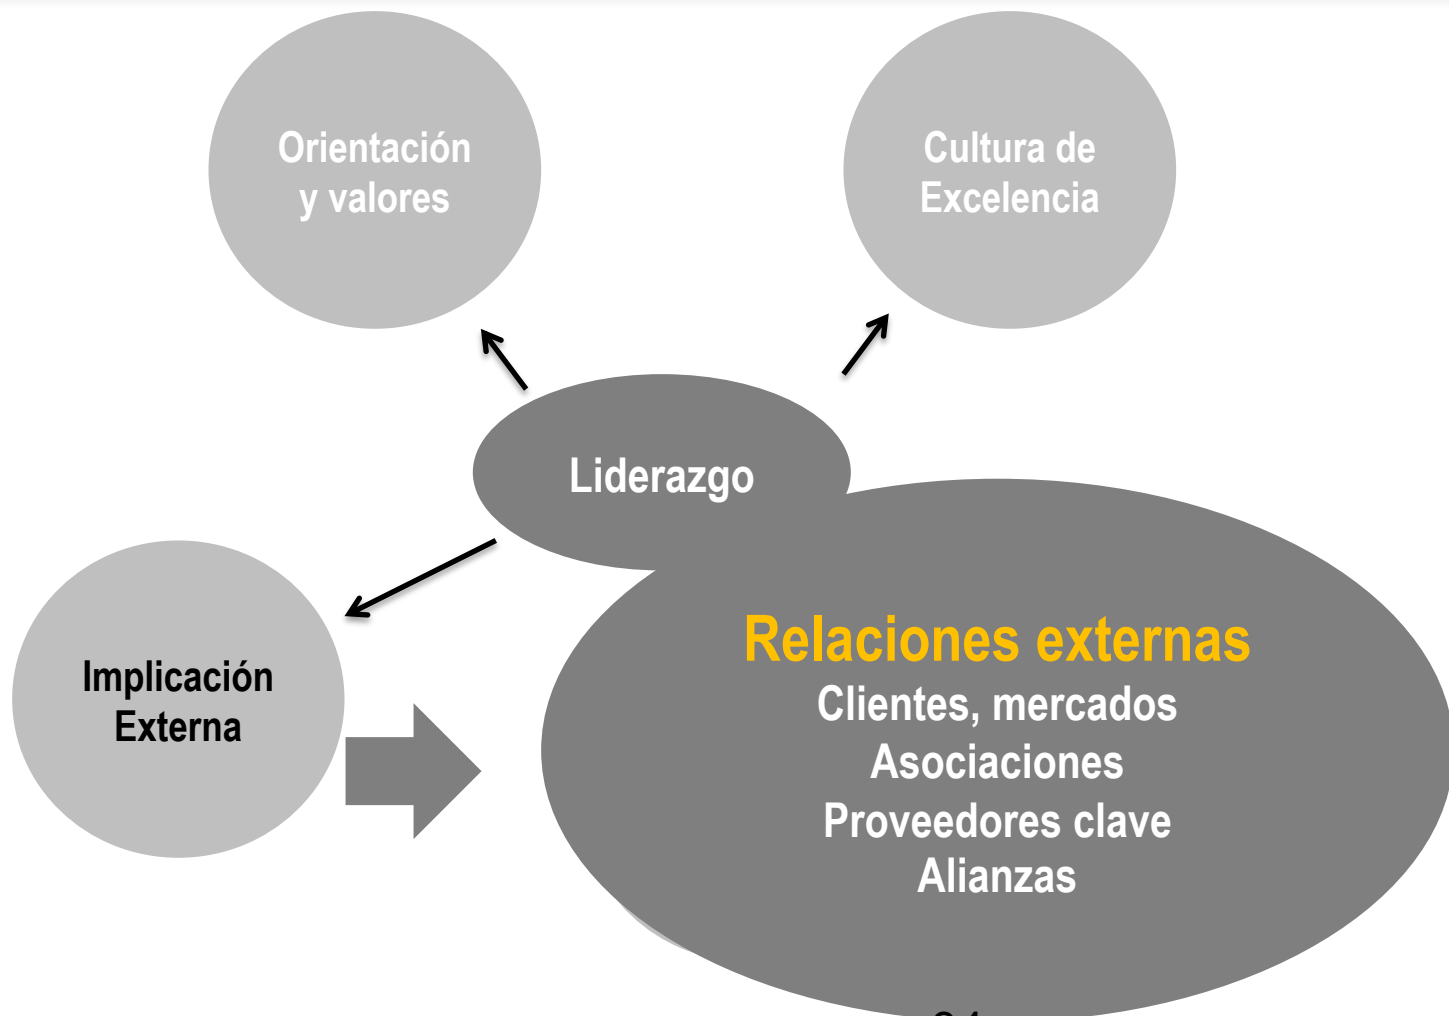 Orientación
y valores
Cultura de
Excelencia
Liderazgo
Implicación
Externa
Relaciones externas
Clientes, mercados
Asociaciones
Proveedores clave
Alianzas